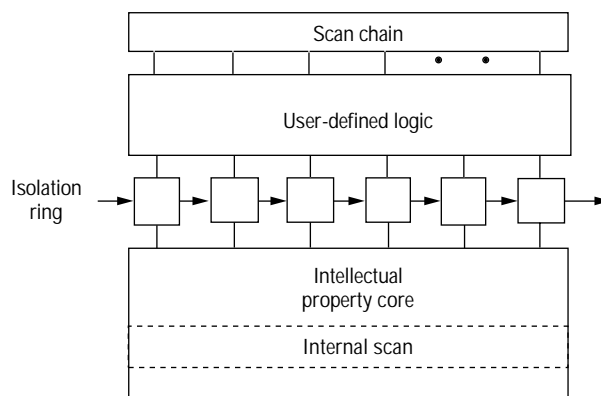 Scan chain
User-defined logic
Isolation
ring
Intellectual
property core
Internal scan